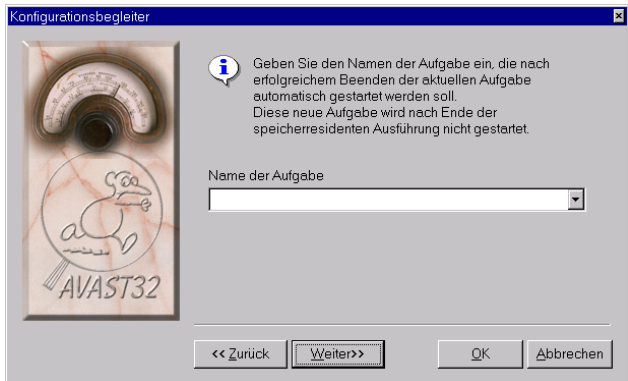 Konfigurationsbegleiter
Geben Sie den Namen der Aufgabe ein, die nach
erfolgreichem Beenden der aktuellen Aufgabe
automatisch gestartet werden soll.
Diese neue Aufgabe wird nach Ende der
speicherresidenten Ausführung nicht gestartet.
Name der Aufgabe
AVAST32
<< Zurück
Weiter>>
OK
Abbrechen